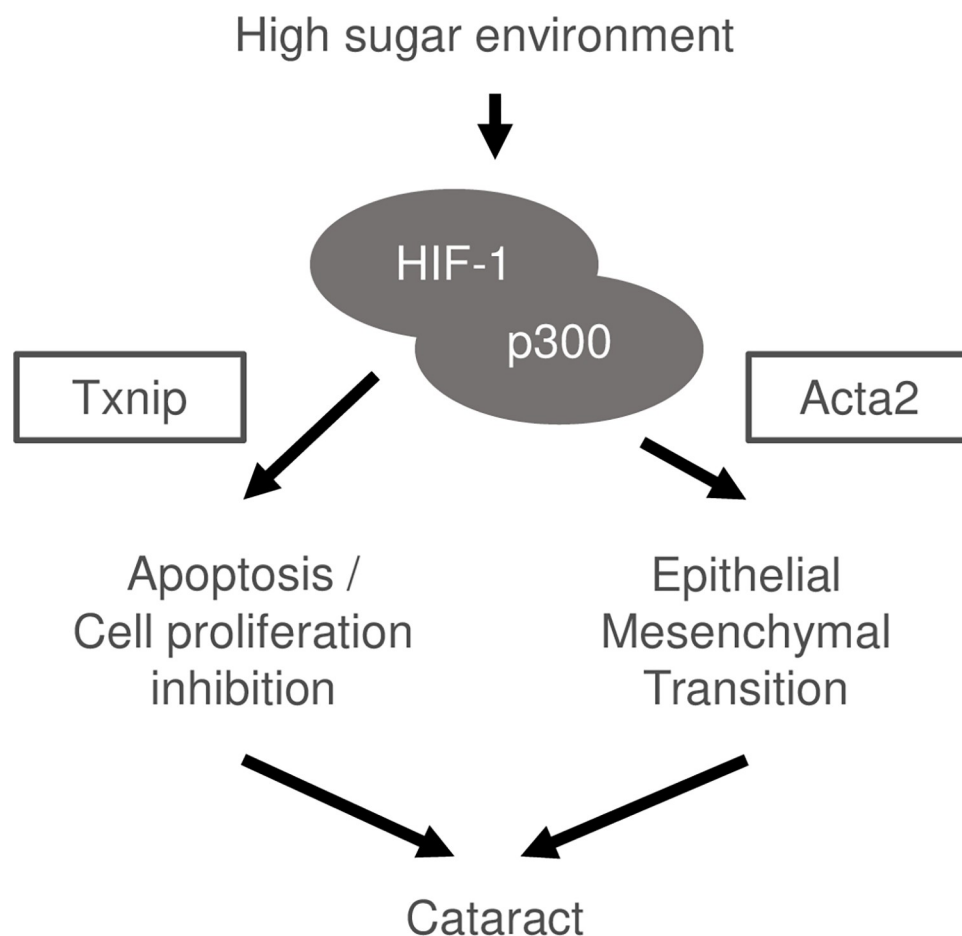 High sugar environment
HIF-1
p300
Txnip
Acta2
Apoptosis /
Cell proliferation
inhibition
Epithelial
Mesenchymal
Transition
Cataract